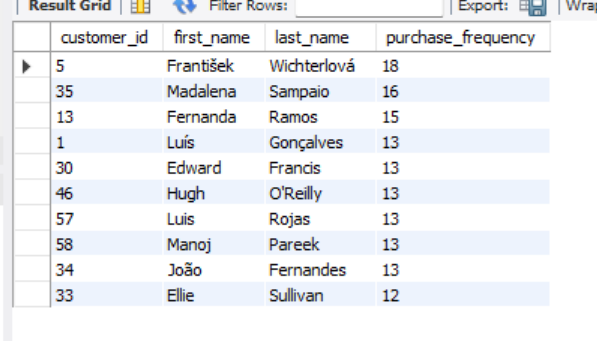 Result Grid | Filter Rows: | Export: | Wrap
customer_id first_name last_name purchase_frequency
5 František Wichterlová 18
35 Madalena Sampaio 16
13 Fernanda Ramos 15
1 Luís Gonçalves 13
30 Edward Francis 13
46 Hugh O'Reilly 13
57 Luis Rojas 13
58 Manoj Pareek 13
34 João Fernandes 13
33 Ellie Sullivan 12